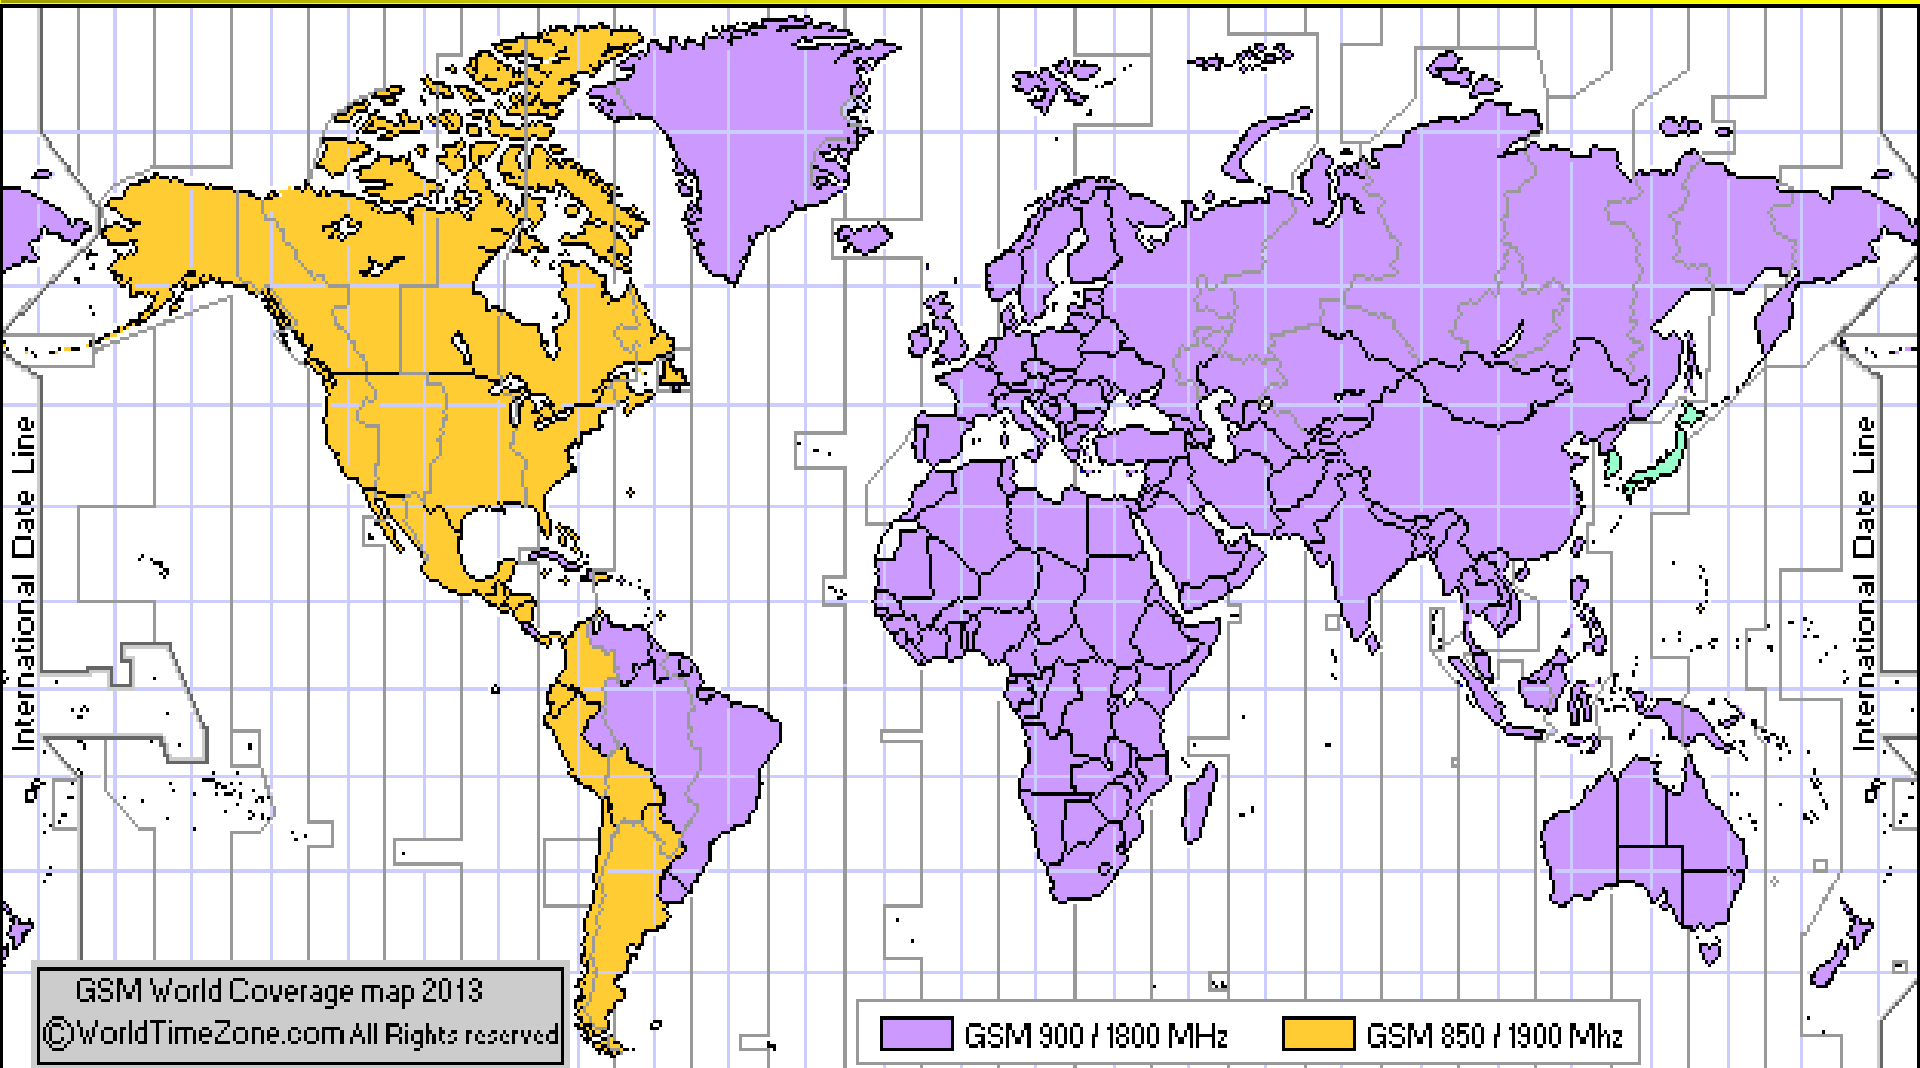 International Date Line
International Date Line
GSM World Coverage map 2013
©WorldTimeZone.com All Rights reserved
GSM 900 / 1800 MHz
GSM 850 / 1900 Mhz